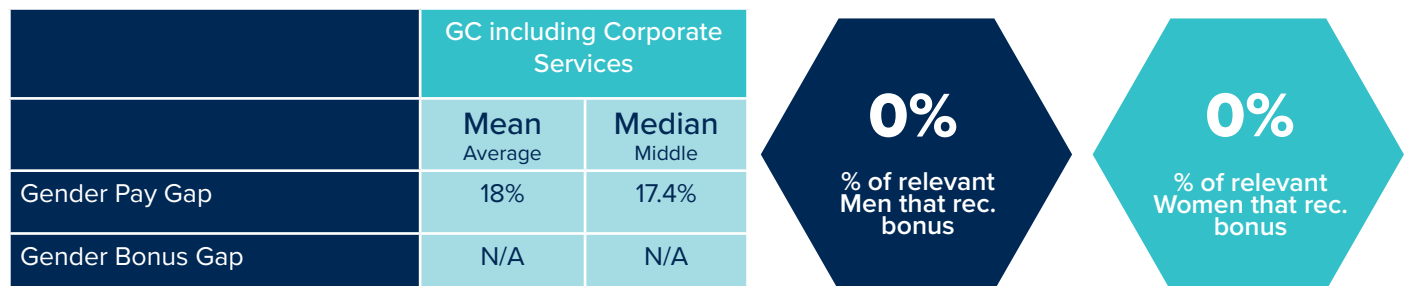 GC including Corporate
Services
Mean
Average
Median
Middle
Gender Pay Gap
18%
17.4%
Gender Bonus Gap
N/A
N/A
0%
% of relevant
Men that rec.
bonus
0%
% of relevant
Women that rec.
bonus